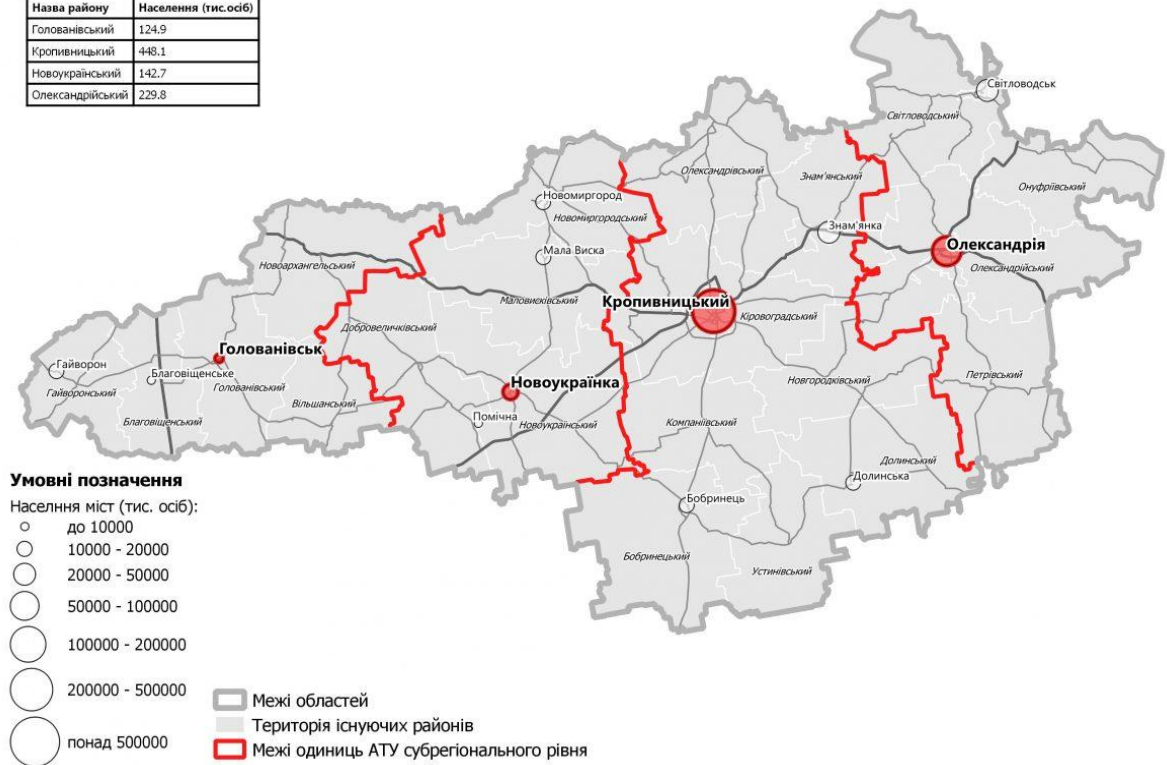 Назва району Населення (тис.осіб)
Голованівський 124.9
Кропивницький 448.1
Новоукраїнський 142.7
Олександрійський 229.8
Світловодськ
Світловодський
Олександрівський
Знам'янський
Онуфріївський
Новомиргород
Новомиргородський
Знам'янка
Олександрія
Мала Виска
Новоархангельський
Олександрійський
Маловисківський
Кропивницький
Кіровоградський
Добровеличківський
Голованівськ
Гайворон
Благовіщенське
Гайворонський
Голованівський
Новоукраїнка
Новгородківський
Петрівський
Вільшанський
Помічна
Благовіщенський
Новоукраїнський
Компаніївський
Долинський
Долинська
Бобринець
Бобринецький
Устинівський
Умовні позначення
Населння міст (тис. осіб):
до 10000
10000 - 20000
20000 - 50000
50000 - 100000
100000 - 200000
200000 - 500000
понад 500000
Межі областей
Територія існуючих районів
Межі одиниць АТУ субрегіонального рівня